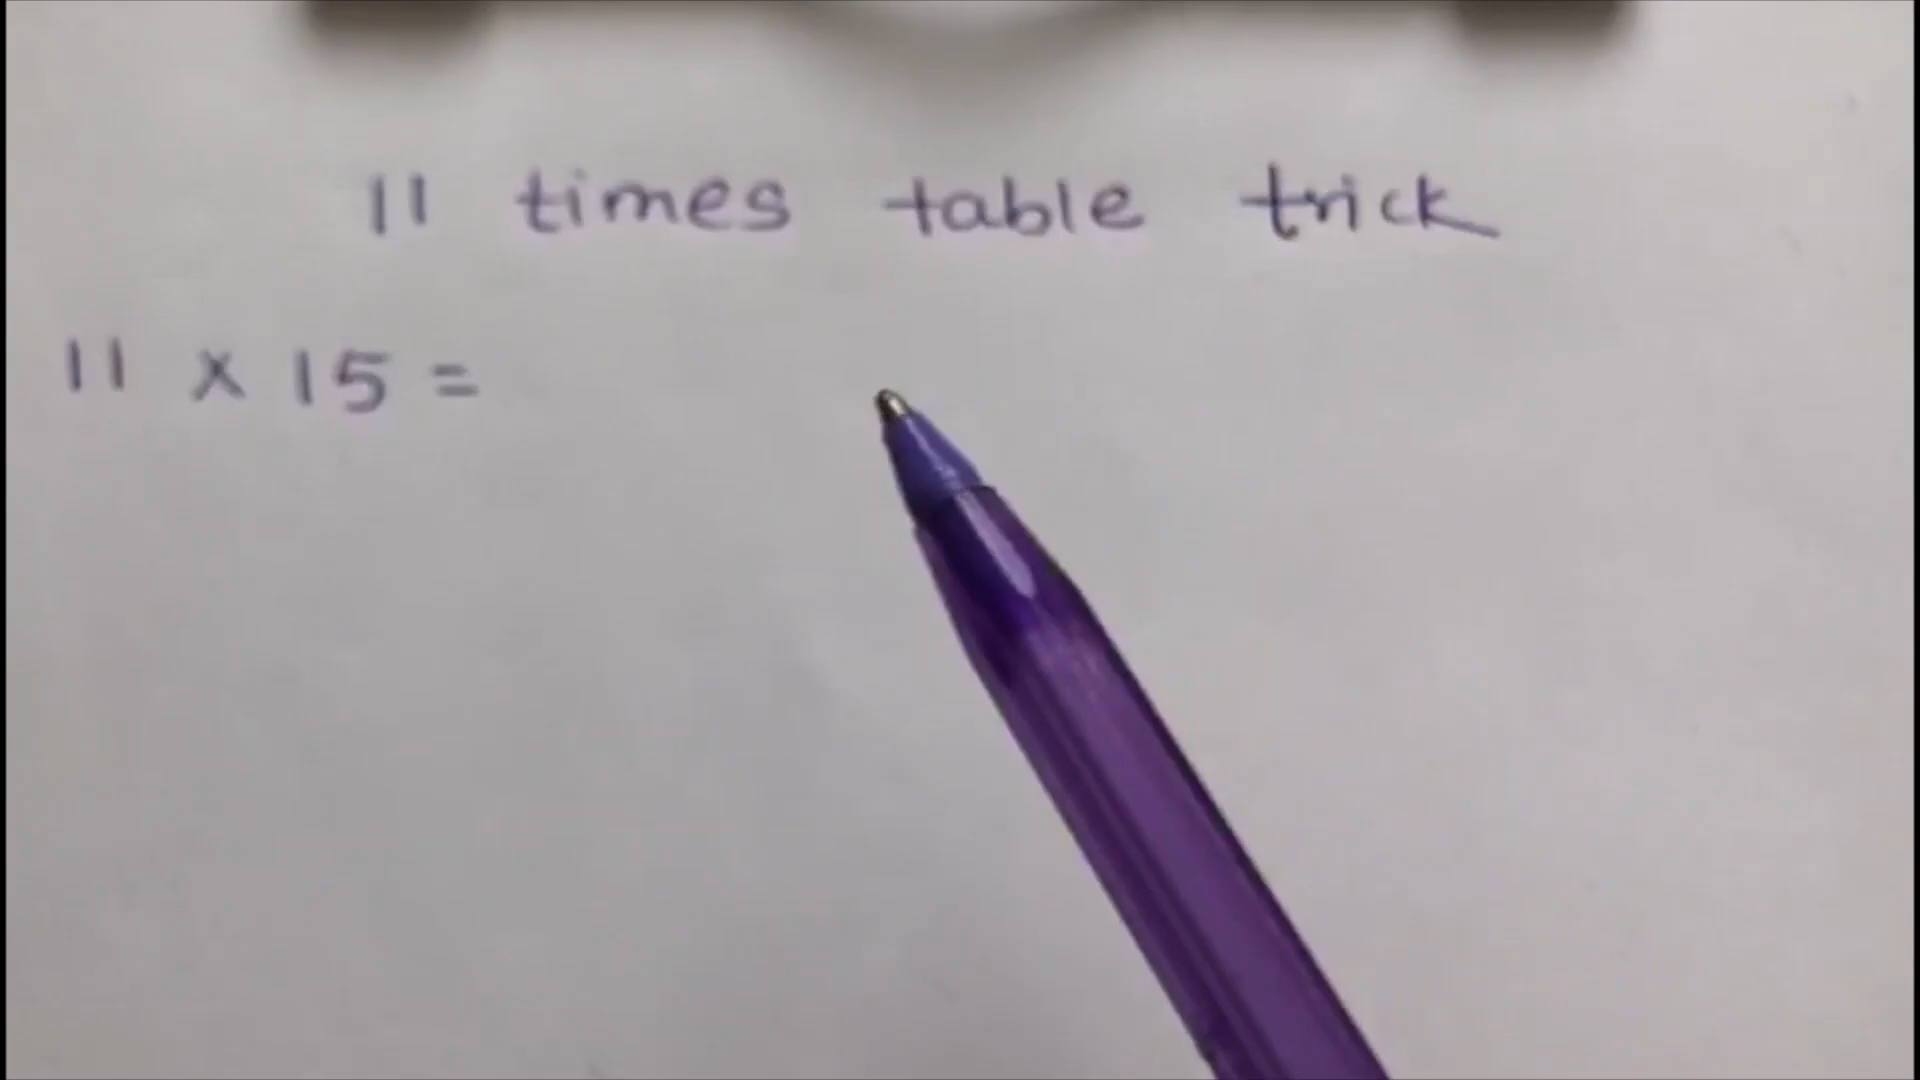 11 times table trick
11 x 15 =